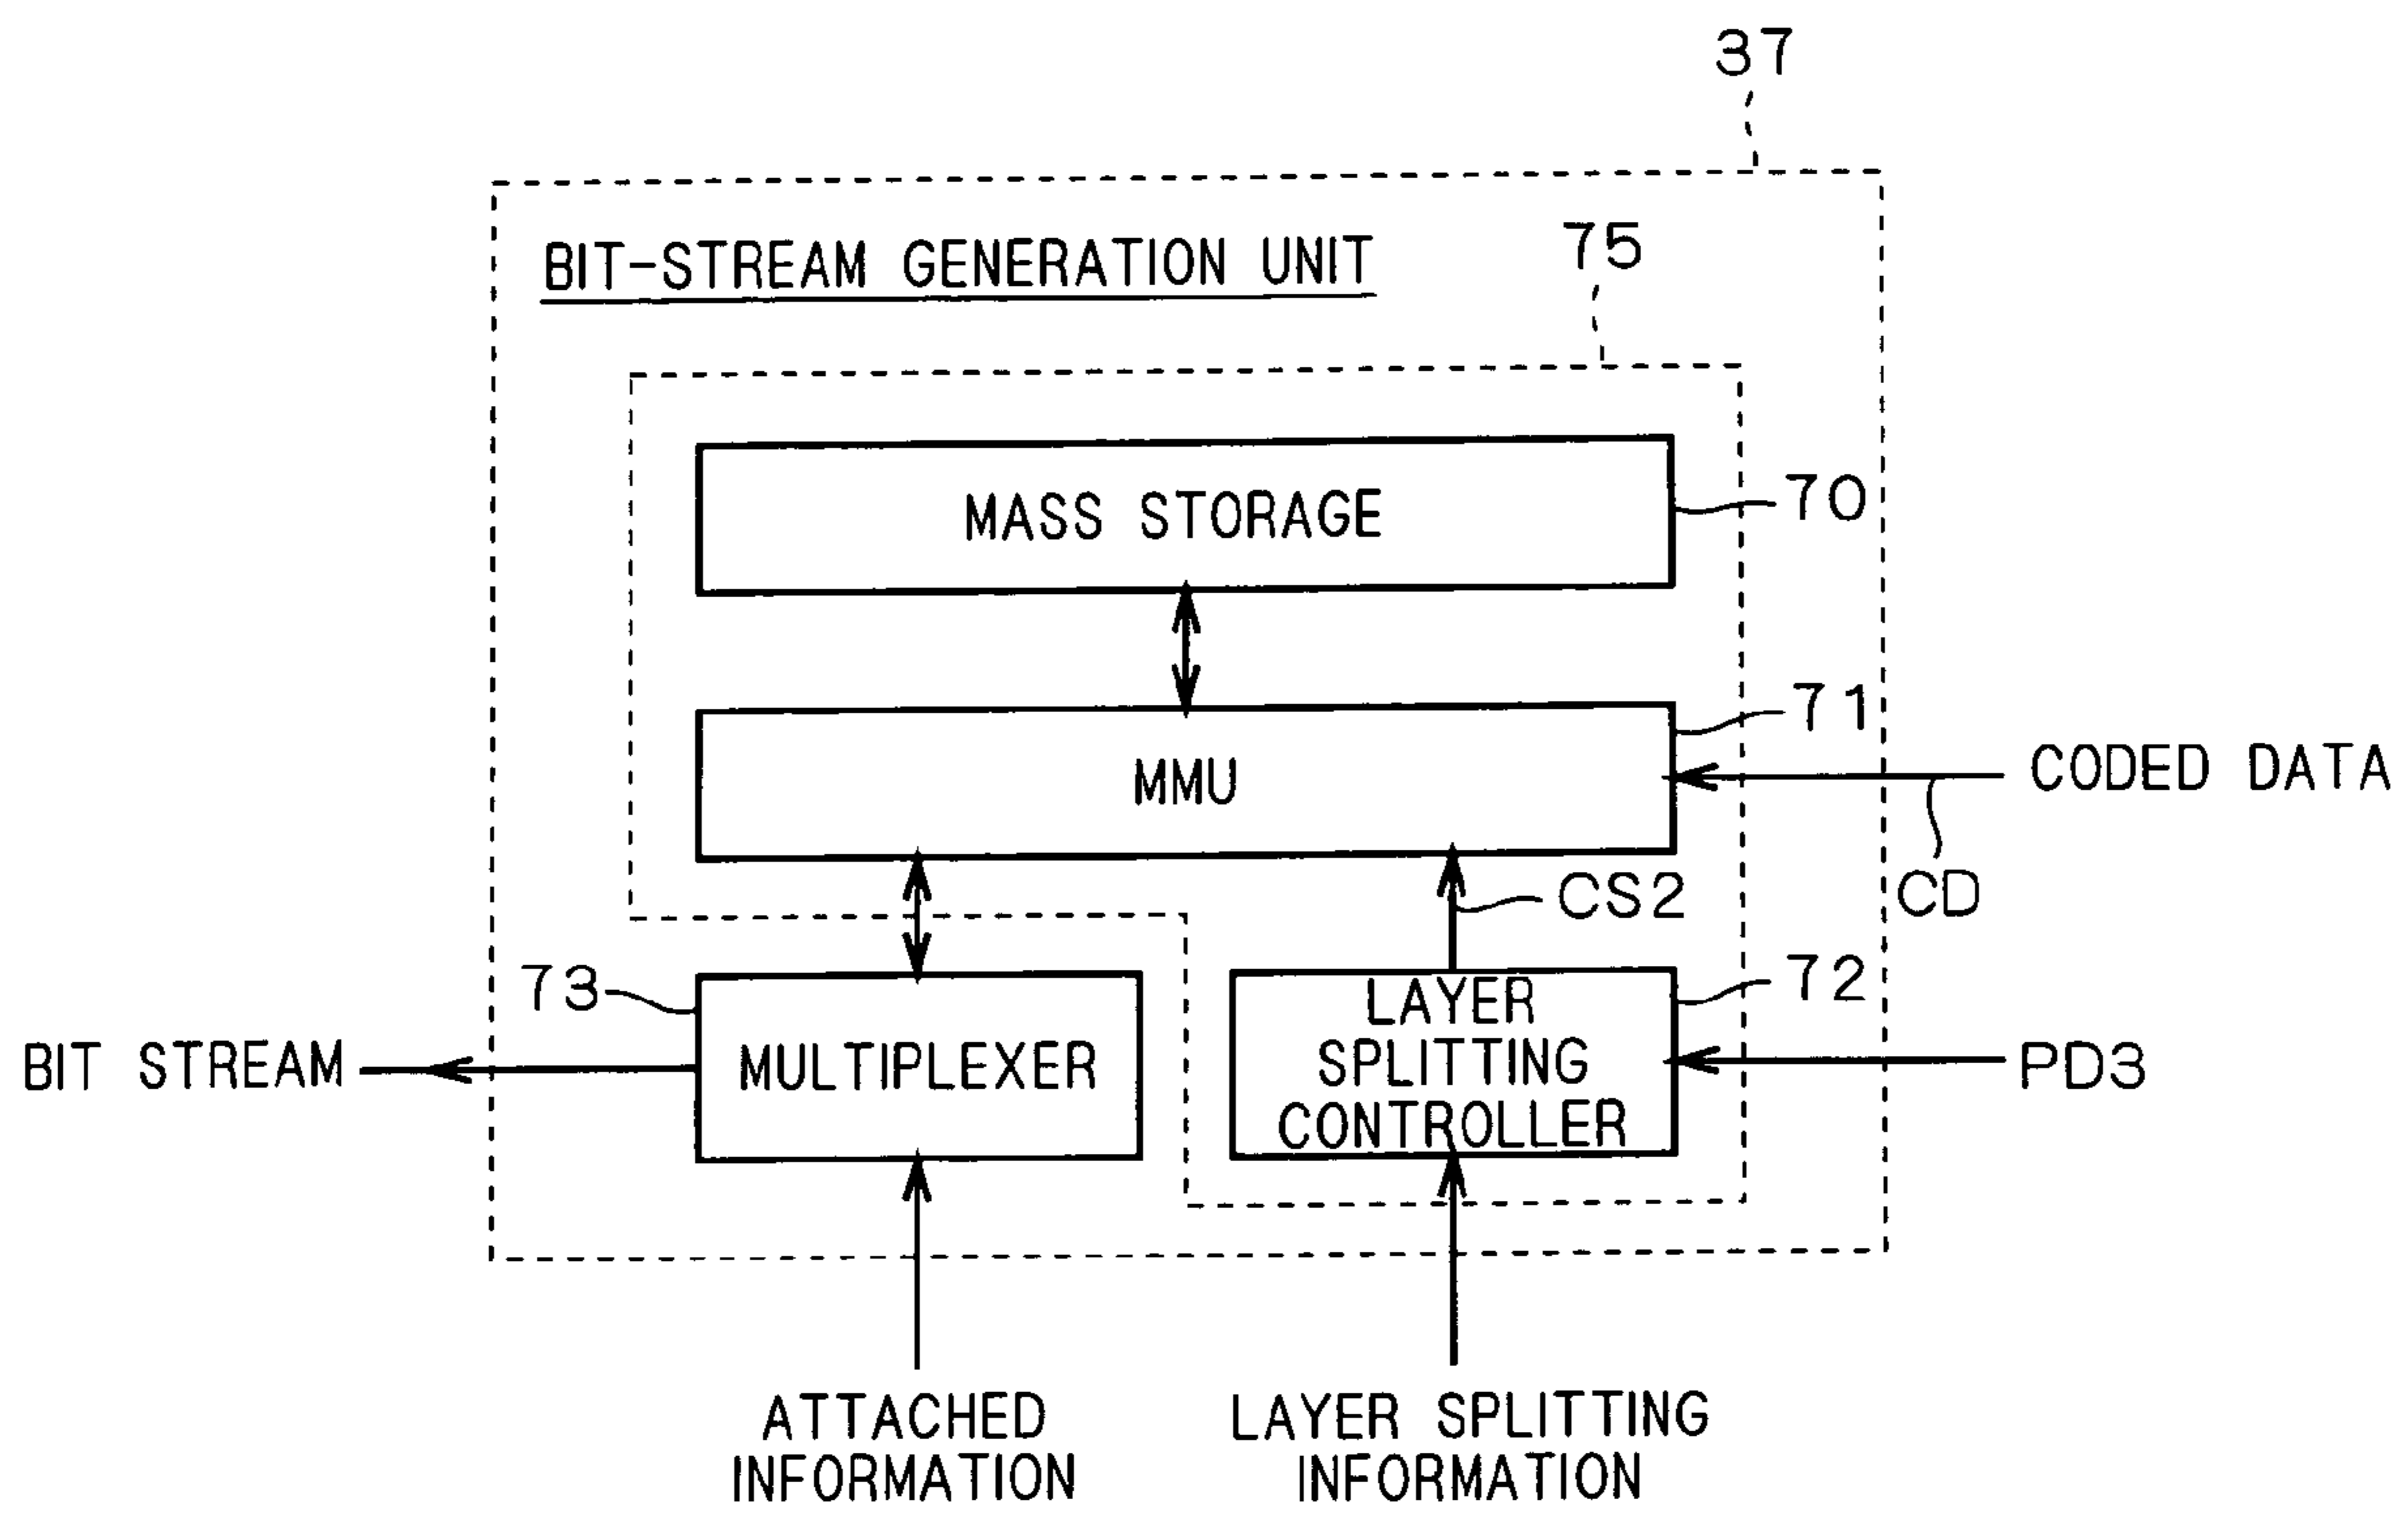 37
BIT-STREAM GENERATION UNIT
75
MASS STORAGE
70
71
MMU
CODED DATA
CS2
CD
73
LAYER
SPLITTING
CONTROLLER
72
BIT STREAM
MULTIPLEXER
PD3
ATTACHED
INFORMATION
LAYER SPLITTING
INFORMATION